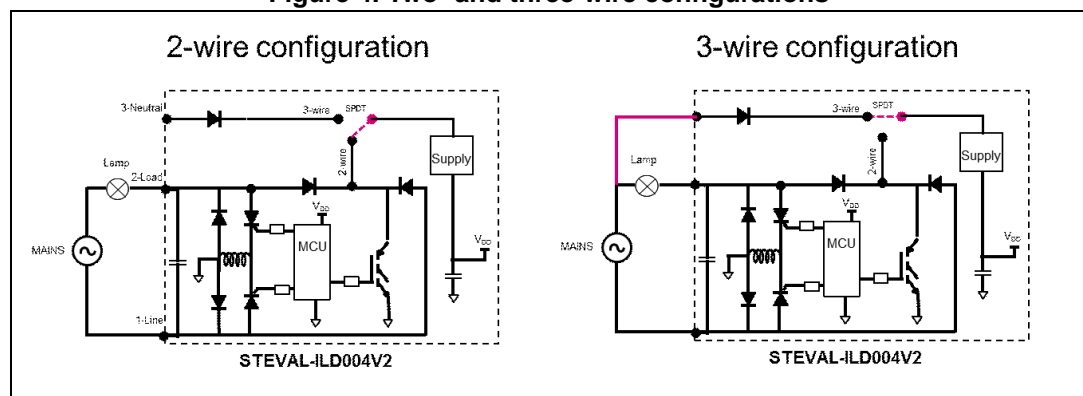 Figure 4. Two- and three-wire configurations
2-wire configuration
3-Neutral
3-wire
SPDT
2-wire
Supply
Lamp
2-Load
VDD
MCU
VDD
MAINS
1-Line
STEVAL-ILD004V2
3-wire configuration
3-wire
SPDT
2-wire
Supply
Lamp
VDD
MCU
VDD
MAINS
STEVAL-ILD004V2